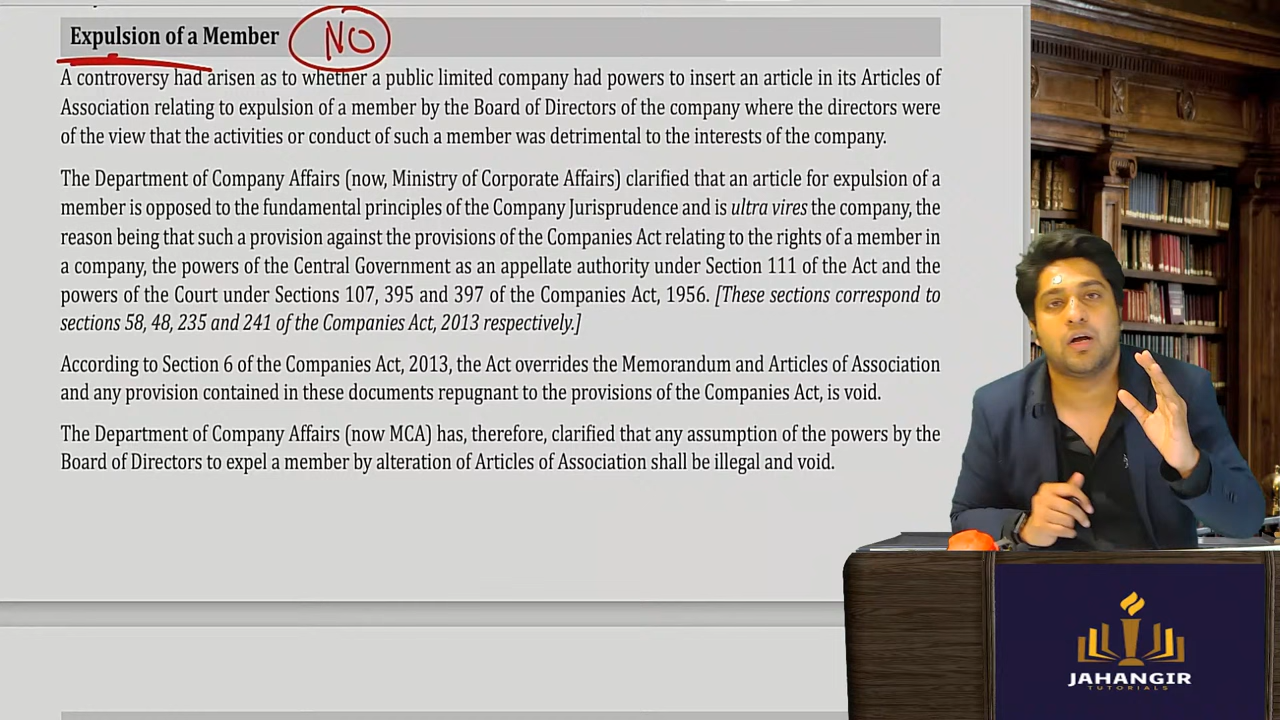 Expulsion of a Member NO
A controversy had arisen as to whether a public limited company had powers to insert an article in its Articles of
Association relating to expulsion of a member by the Board of Directors of the company where the directors were
of the view that the activities or conduct of such a member was detrimental to the interests of the company.
The Department of Company Affairs (now, Ministry of Corporate Affairs) clarified that an article for expulsion of a
member is opposed to the fundamental principles of the Company Jurisprudence and is ultra vires the company, the
reason being that such a provision against the provisions of the Companies Act relating to the rights of a member in
a company, the powers of the Central Government as an appellate authority under Section 111 of the Act and the
powers of the Court under Sections 107, 395 and 397 of the Companies Act, 1956. [These sections correspond to
sections 58, 48, 235 and 241 of the Companies Act, 2013 respectively.]
According to Section 6 of the Companies Act, 2013, the Act overrides the Memorandum and Articles of Association
and any provision contained in these documents repugnant to the provisions of the Companies Act, is void.
The Department of Company Affairs (now MCA) has, therefore, clarified that any assumption of the powers by the
Board of Directors to expel a member by alteration of Articles of Association shall be illegal and void.
JAHANGIR
TUTORIALS